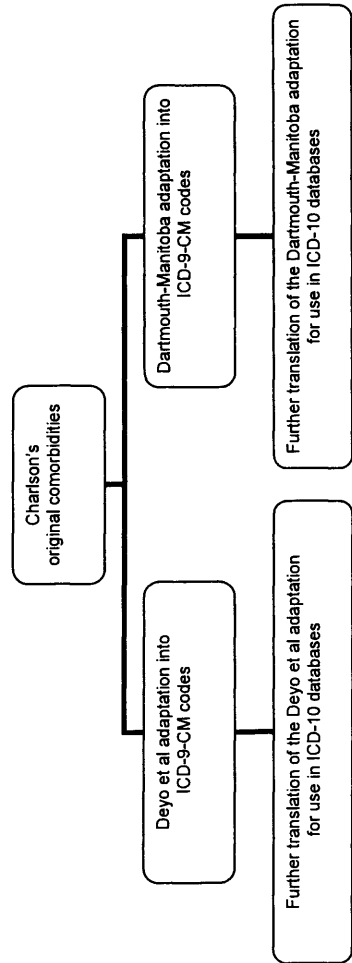 Charlson's
original comorbidities
Deyo et al adaptation into
ICD-9-CM codes
Dartmouth-Manitoba adaptation into
ICD-9-CM codes
Further translation of the Deyo et al adaptation
for use in ICD-10 databases
Further translation of the Dartmouth-Manitoba adaptation
for use in ICD-10 databases